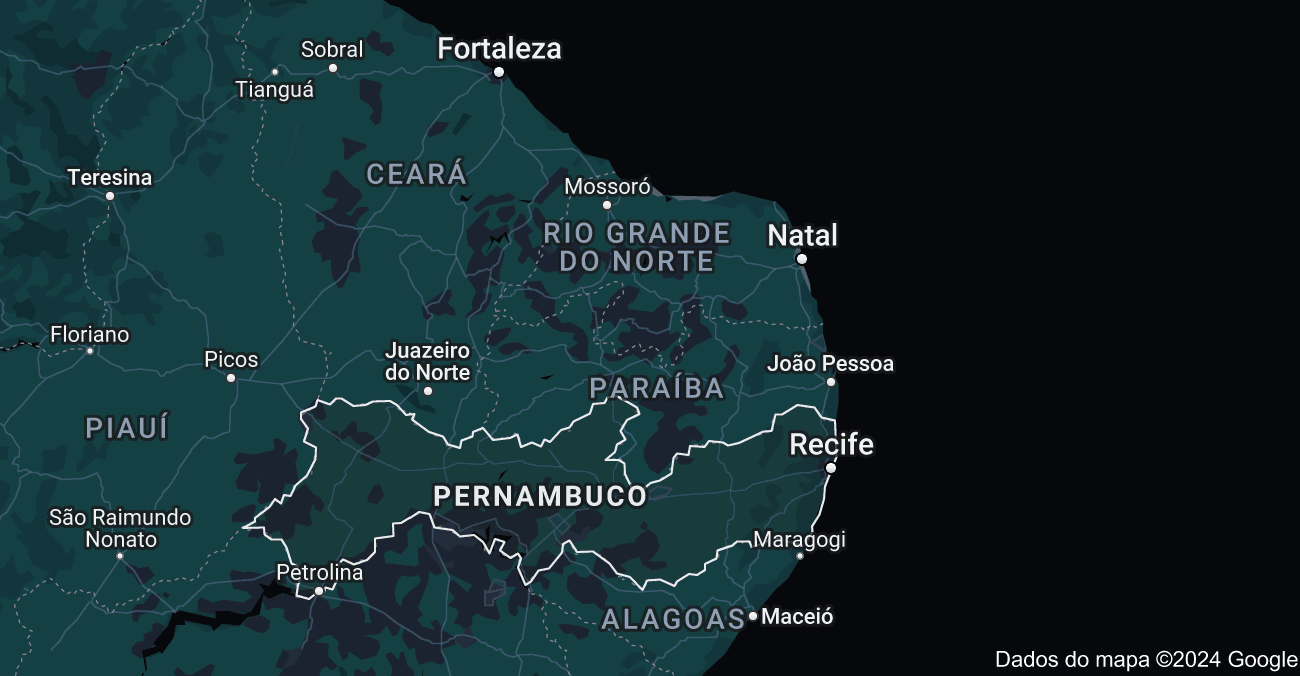 Sobral
Fortaleza
Tianguá
CEARÁ
Teresina
Mossoró
RIO GRANDE
DO NORTE
Natal
Floriano
Picos
Juazeiro
do Norte
João Pessoa
PARAÍBA
PIAUÍ
Recife
PERNAMBUCO
São Raimundo
Nonato
Maragogi
Petrolina
ALAGOAS
Maceió
Dados do mapa ©2024 Google